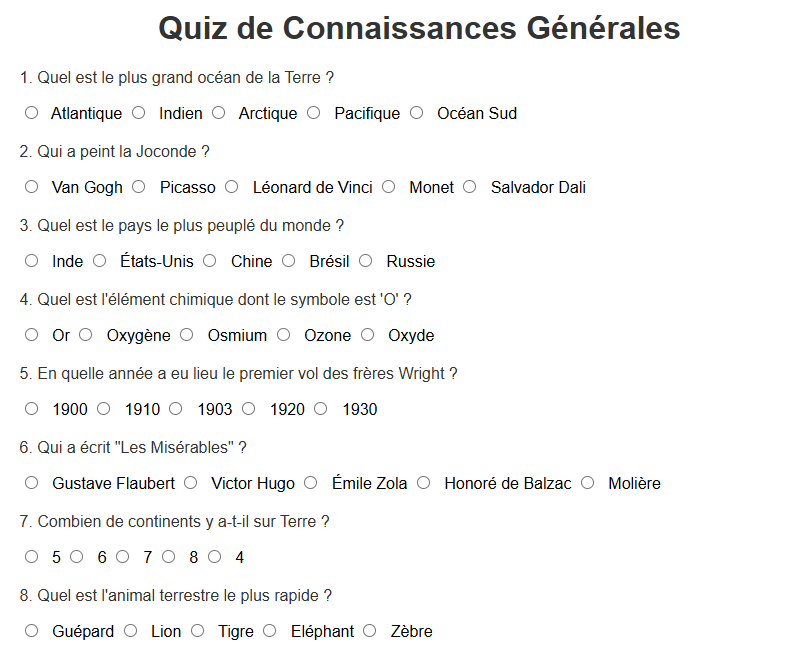 Quiz de Connaissances Générales
1. Quel est le plus grand océan de la Terre ?
Atlantique Indien Arctique Pacifique Océan Sud
2. Qui a peint la Joconde ?
Van Gogh Picasso Léonard de Vinci Monet Salvador Dali
3. Quel est le pays le plus peuplé du monde ?
Inde États-Unis Chine Brésil Russie
4. Quel est l'élément chimique dont le symbole est 'O' ?
Or Oxygène Osmium Ozone Oxyde
5. En quelle année a eu lieu le premier vol des frères Wright ?
1900 1910 1903 1920 1930
6. Qui a écrit "Les Misérables" ?
Gustave Flaubert Victor Hugo Émile Zola Honoré de Balzac Molière
7. Combien de continents y a-t-il sur Terre ?
5 6 7 8 4
8. Quel est l'animal terrestre le plus rapide ?
Guépard Lion Tigre Eléphant Zèbre